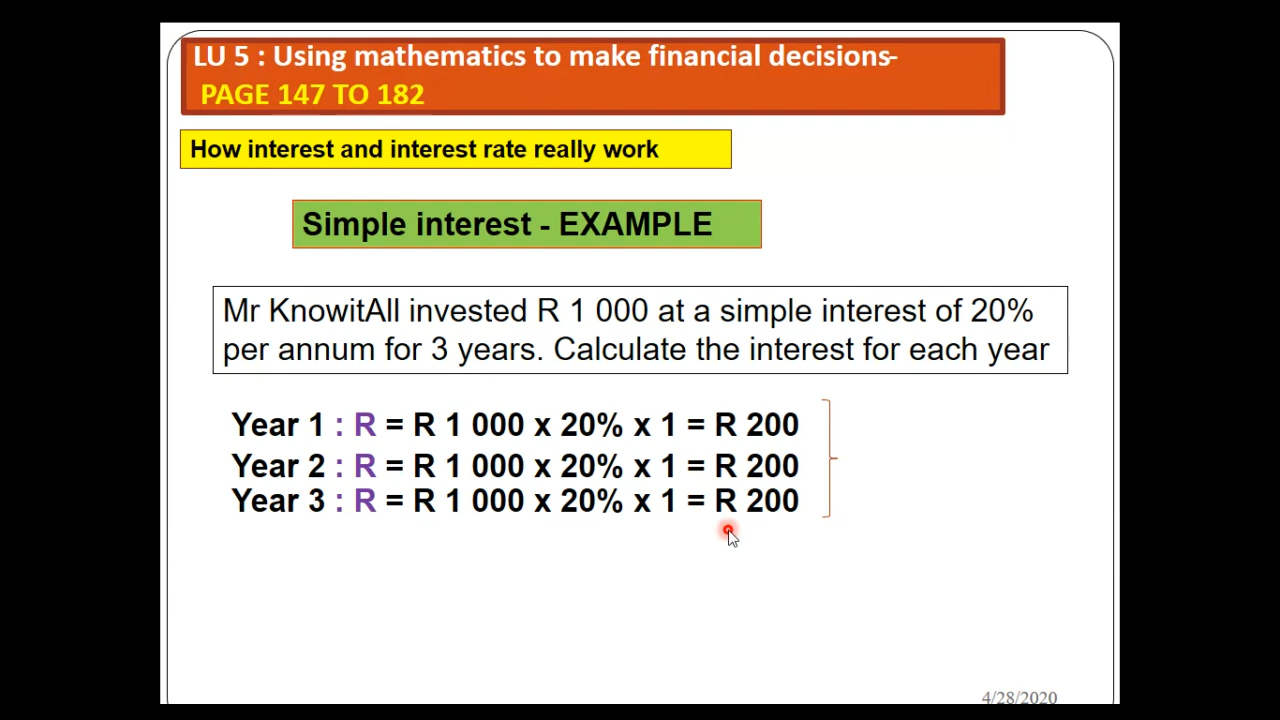 LU 5 : Using mathematics to make financial decisions-
PAGE 147 TO 182
How interest and interest rate really work
Simple interest - EXAMPLE
Mr KnowitAll invested R 1 000 at a simple interest of 20%
per annum for 3 years. Calculate the interest for each year
Year 1 : R = R 1 000 x 20% x 1 = R 200
Year 2 : R = R 1 000 x 20% x 1 = R 200
Year 3 : R = R 1 000 x 20% x 1 = R 200
4/28/2020